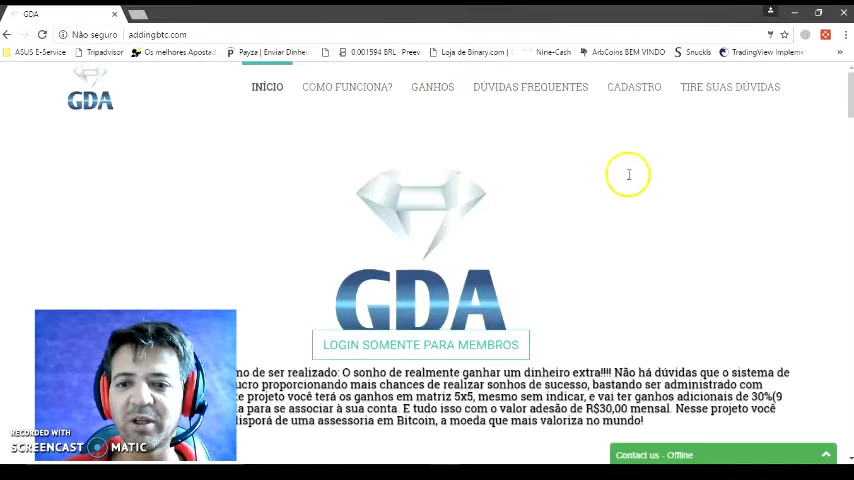 GDA
Não seguro | addingbtc.com
ASUS E-Service Tripadvisor Os melhores Apostad Payza | Enviar Dinhei 0,001594 BRL - Preev Loja de Binary.com | Nine-Cash ArbCoins BEM VINDO Snuckls TradingView Impleme »
GDA
INÍCIO COMO FUNCIONA? GANHOS DÚVIDAS FREQUENTES CADASTRO TIRE SUAS DÚVIDAS
GDA
LOGIN SOMENTE PARA MEMBROS
mo de ser realizado: O sonho de realmente ganhar um dinheiro extra!!!! Não há dúvidas que o sistema de
ucro proporcionando mais chances de realizar sonhos de sucesso, bastando ser administrado com
e projeto você terá os ganhos em matriz 5x5, mesmo sem indicar, e vai ter ganhos adicionais de 30%(9
a para se associar à sua conta. E tudo isso com o valor adesão de R$30,00 mensal. Nesse projeto você
disporá de uma assessoria em Bitcoin, a moeda que mais valoriza no mundo!
RECORDED WITH
SCREENCAST MATIC
Contact us - Offline